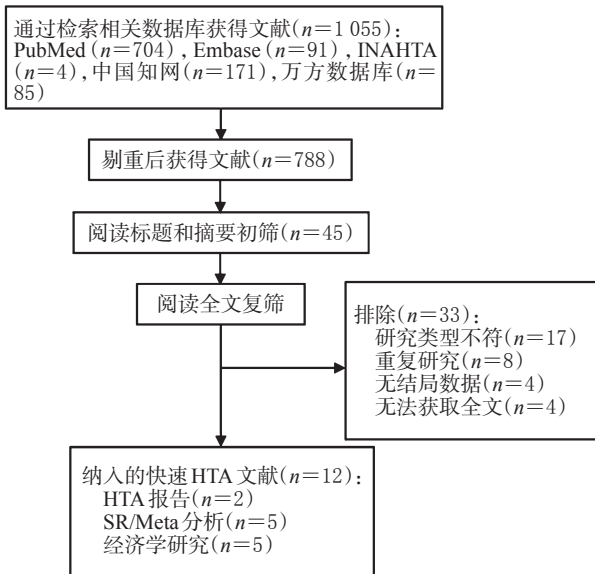 通过检索相关数据库获得文献(n=1 055)：
PubMed(n=704)，Embase(n=91)，INAHTA
(n=4)，中国知网(n=171)，万方数据库(n=
85)
剔重后获得文献(n=788)
阅读标题和摘要初筛(n=45)
阅读全文复筛
排除(n=33)：
研究类型不符(n=17)
重复研究(n=8)
无结局数据(n=4)
无法获取全文(n=4)
纳入的快速HTA文献(n=12)：
HTA报告(n=2)
SR/Meta分析(n=5)
经济学研究(n=5)